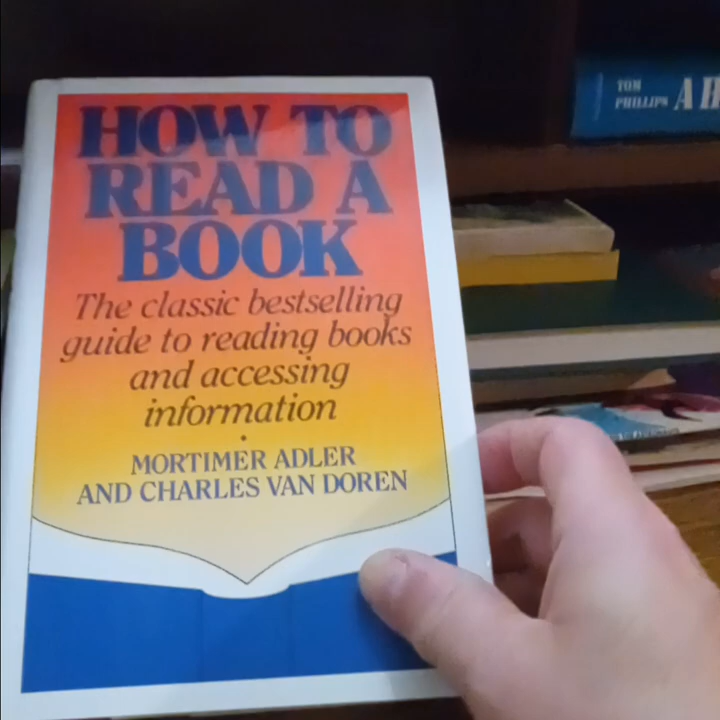 HOW TO
READ A
BOOK
The classic bestselling
guide to reading books
and accessing
information
•
MORTIMER ADLER
AND CHARLES VAN DOREN
TOM
PHILLIPS
A H